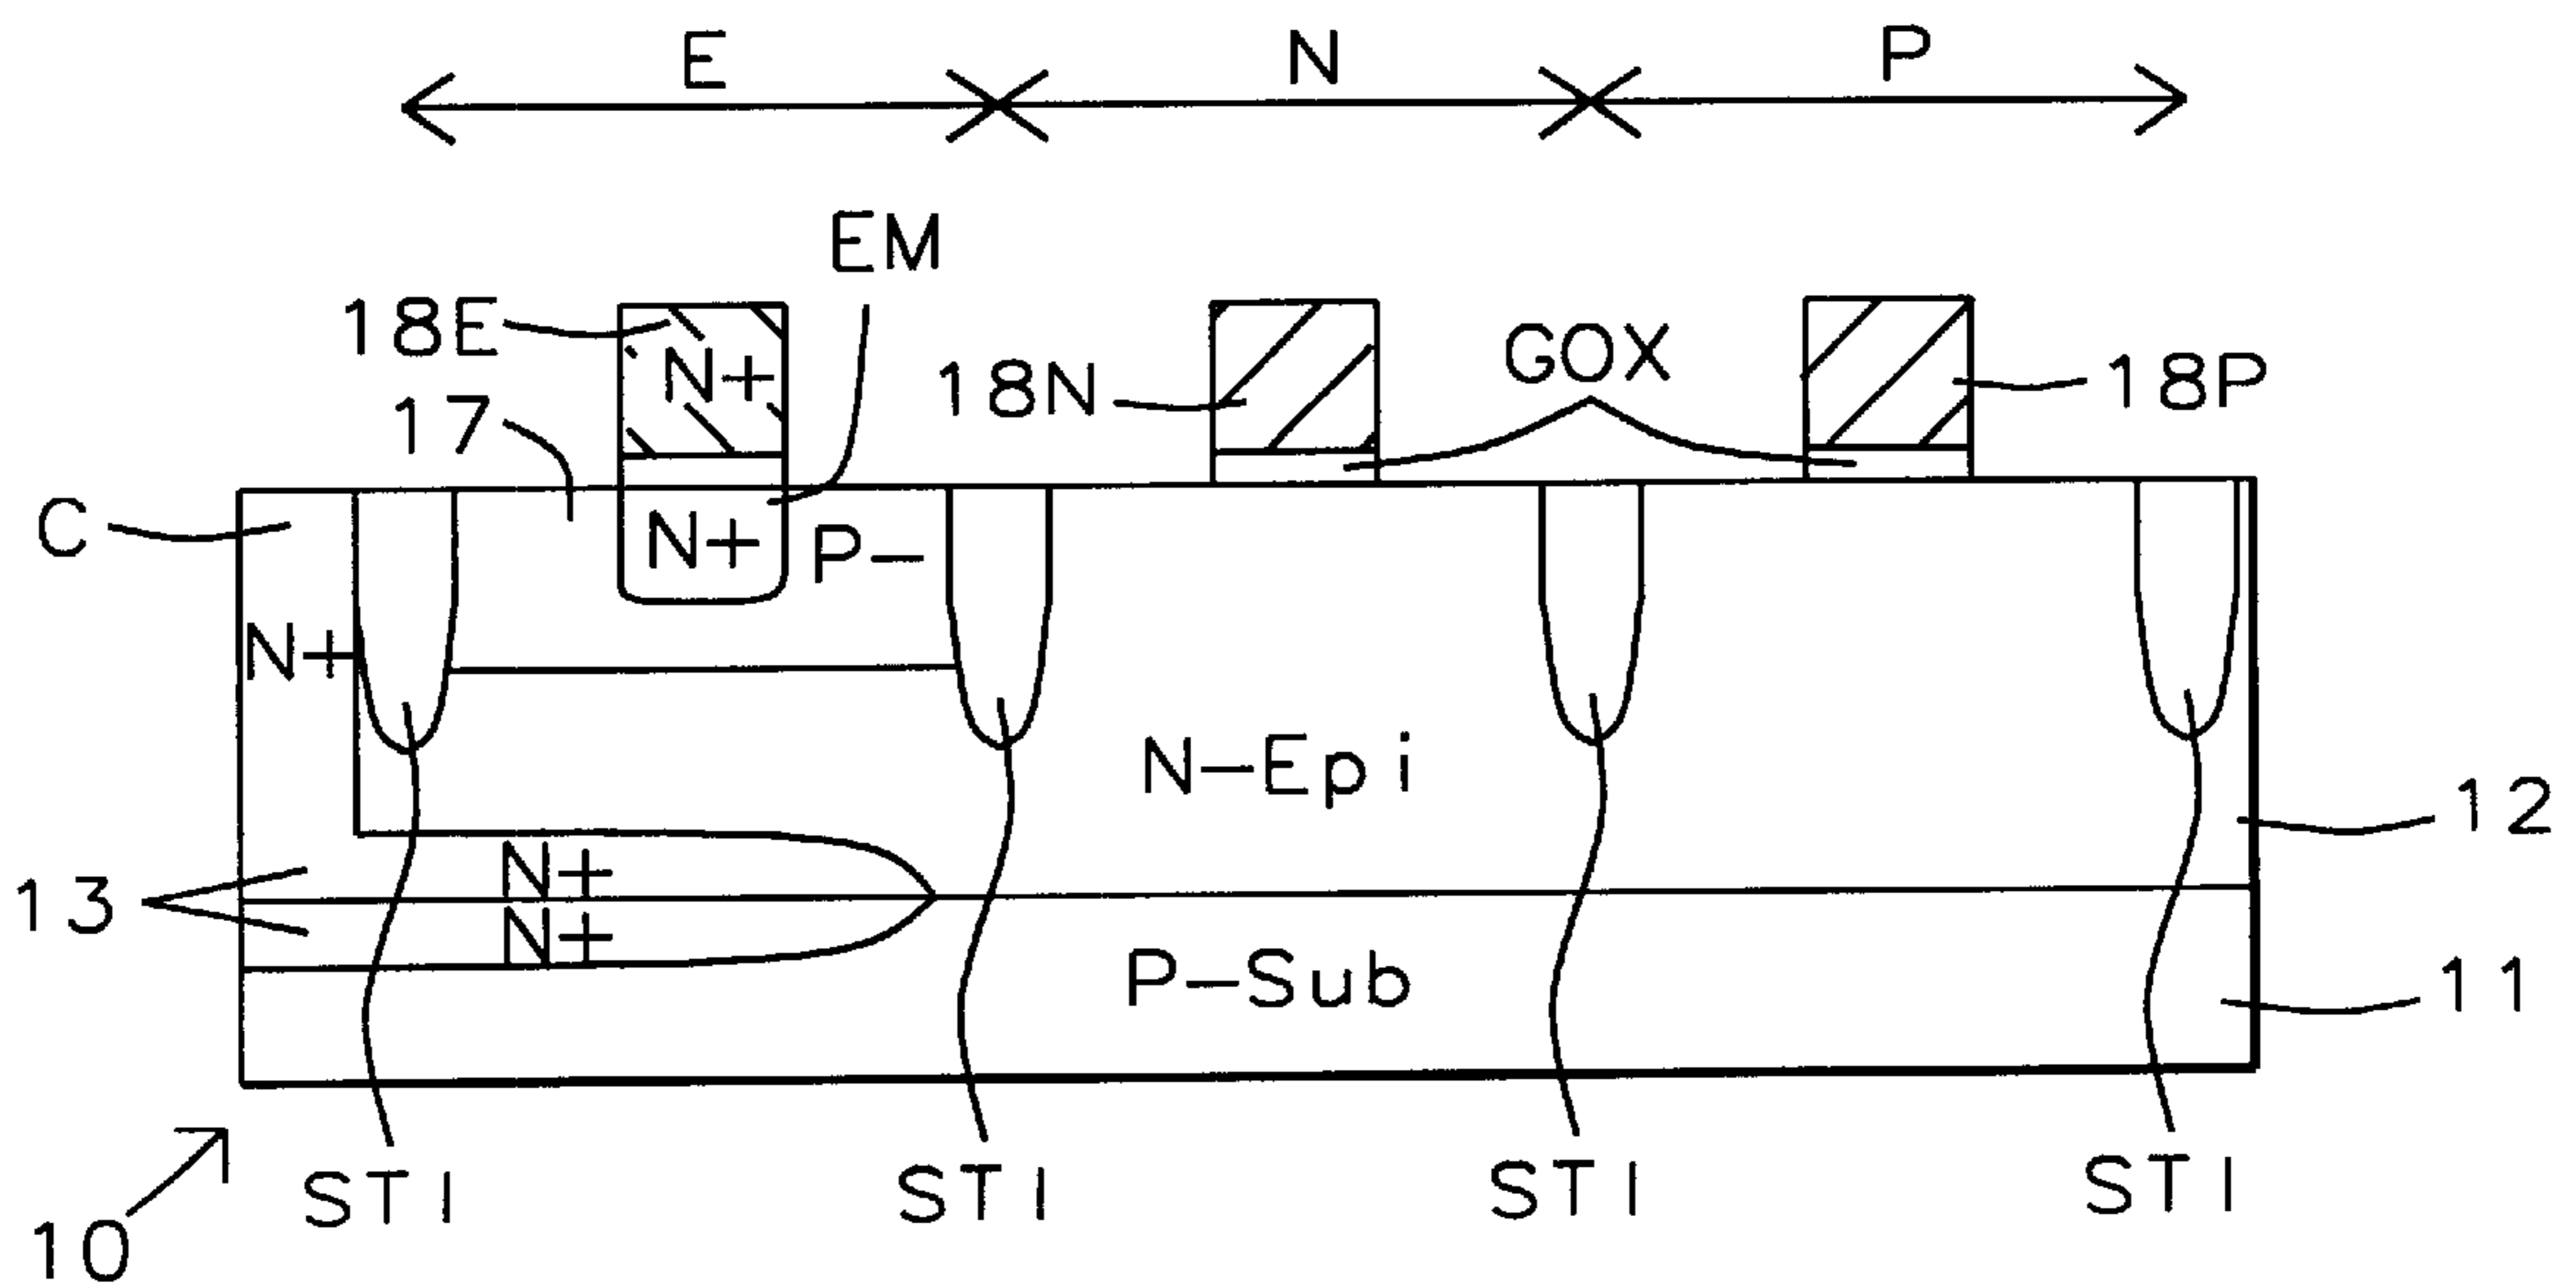 E N P
EM
18E
N+
18N
GOX
18P
17
C
N+
P-
N+
N-Epi
12
13
N+
N+
P-Sub
11
10
STI STI STI STI